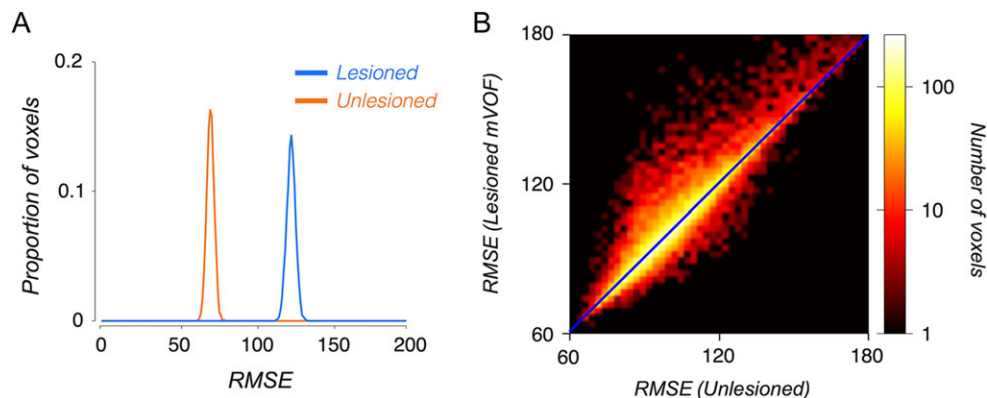 A
0.2
0.1
0
Proportion of voxels
Lesioned
Unlesioned
0
50
100
150
200
RMSE
B
180
120
60
RMSE (Lesioned mVOF)
60
120
180
RMSE (Unlesioned)
100
10
1
Number of voxels